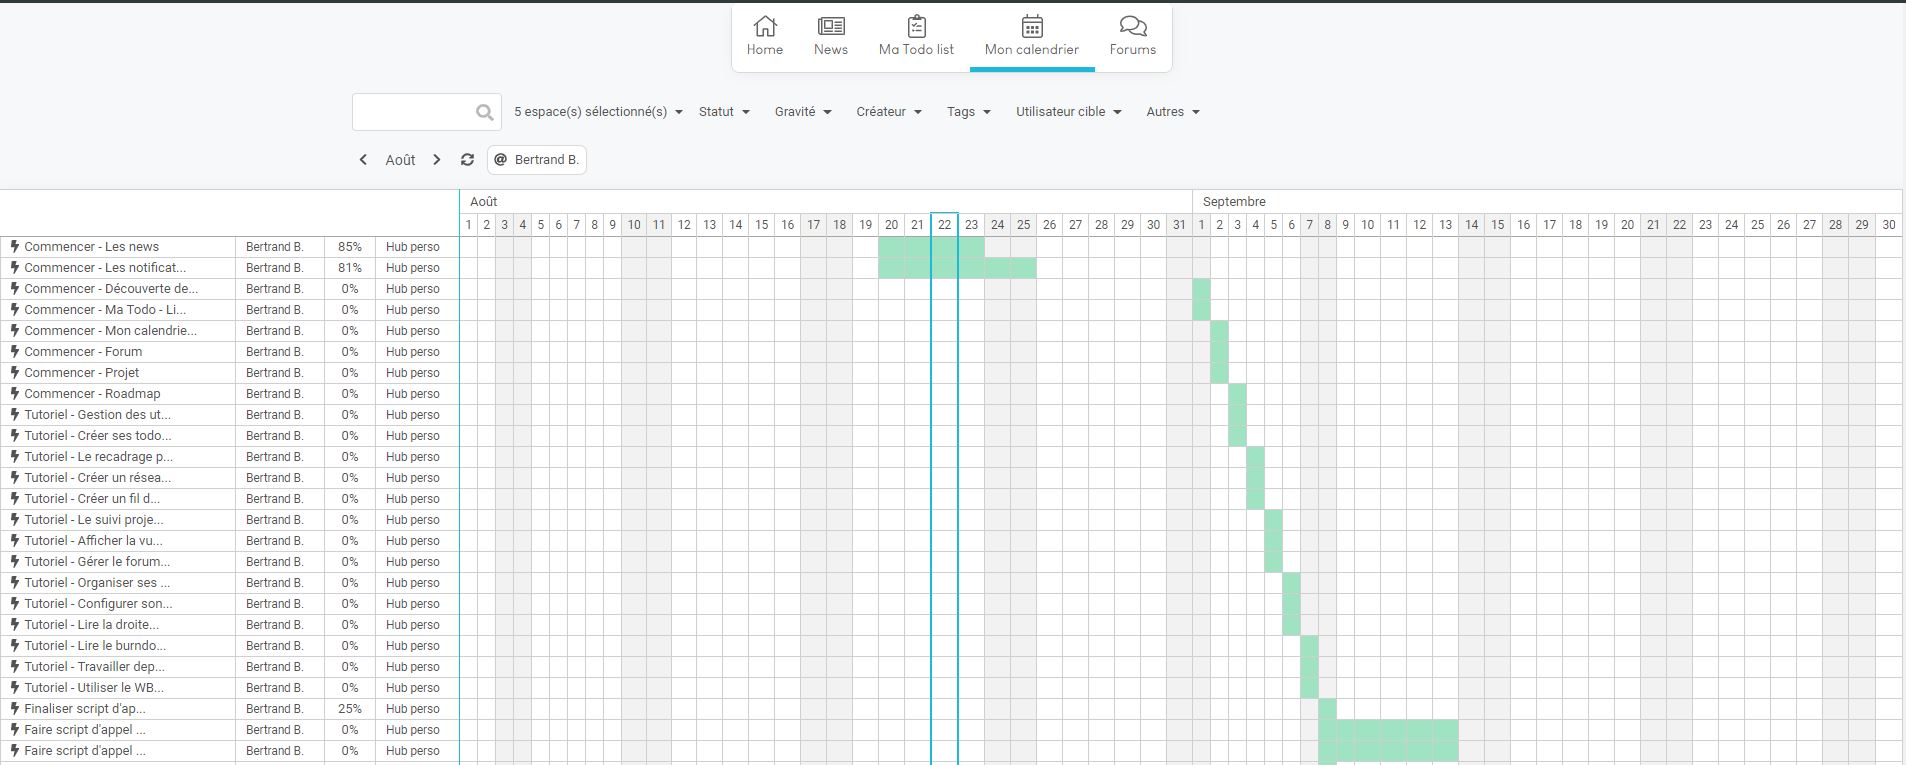 Home News Ma Todo list Mon calendrier Forums
5 espace(s) sélectionné(s) Statut Gravité Créateur Tags Utilisateur cible Autres
Août @ Bertrand B.
Août Septembre
1 2 3 4 5 6 7 8 9 10 11 12 13 14 15 16 17 18 19 20 21 22 23 24 25 26 27 28 29 30 31 1 2 3 4 5 6 7 8 9 10 11 12 13 14 15 16 17 18 19 20 21 22 23 24 25 26 27 28 29 30
Commencer - Les news Bertrand B. 85% Hub perso
Commencer - Les notificat... Bertrand B. 81% Hub perso
Commencer - Découverte de... Bertrand B. 0% Hub perso
Commencer - Ma Todo - Li... Bertrand B. 0% Hub perso
Commencer - Mon calendrie... Bertrand B. 0% Hub perso
Commencer - Forum Bertrand B. 0% Hub perso
Commencer - Projet Bertrand B. 0% Hub perso
Commencer - Roadmap Bertrand B. 0% Hub perso
Tutoriel - Gestion des ut... Bertrand B. 0% Hub perso
Tutoriel - Créer ses todo... Bertrand B. 0% Hub perso
Tutoriel - Le recadrage p... Bertrand B. 0% Hub perso
Tutoriel - Créer un résea... Bertrand B. 0% Hub perso
Tutoriel - Créer un fil d... Bertrand B. 0% Hub perso
Tutoriel - Le suivi proje... Bertrand B. 0% Hub perso
Tutoriel - Afficher la vu... Bertrand B. 0% Hub perso
Tutoriel - Gérer le forum... Bertrand B. 0% Hub perso
Tutoriel - Organiser ses ... Bertrand B. 0% Hub perso
Tutoriel - Configurer son... Bertrand B. 0% Hub perso
Tutoriel - Lire la droite... Bertrand B. 0% Hub perso
Tutoriel - Lire le burndo... Bertrand B. 0% Hub perso
Tutoriel - Travailler dep... Bertrand B. 0% Hub perso
Tutoriel - Utiliser le WB... Bertrand B. 0% Hub perso
Finaliser script d'ap... Bertrand B. 25% Hub perso
Faire script d'appel ... Bertrand B. 0% Hub perso
Faire script d'appel ... Bertrand B. 0% Hub perso